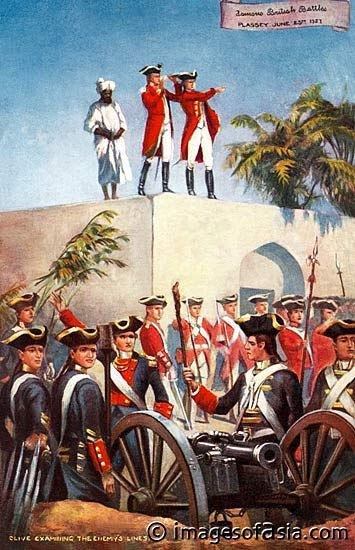 Famous British Battles
PLASSEY JUNE 23RD 1757
CLIVE EXAMINING THE ENEMY'S LINES.
© imagesofasia.com